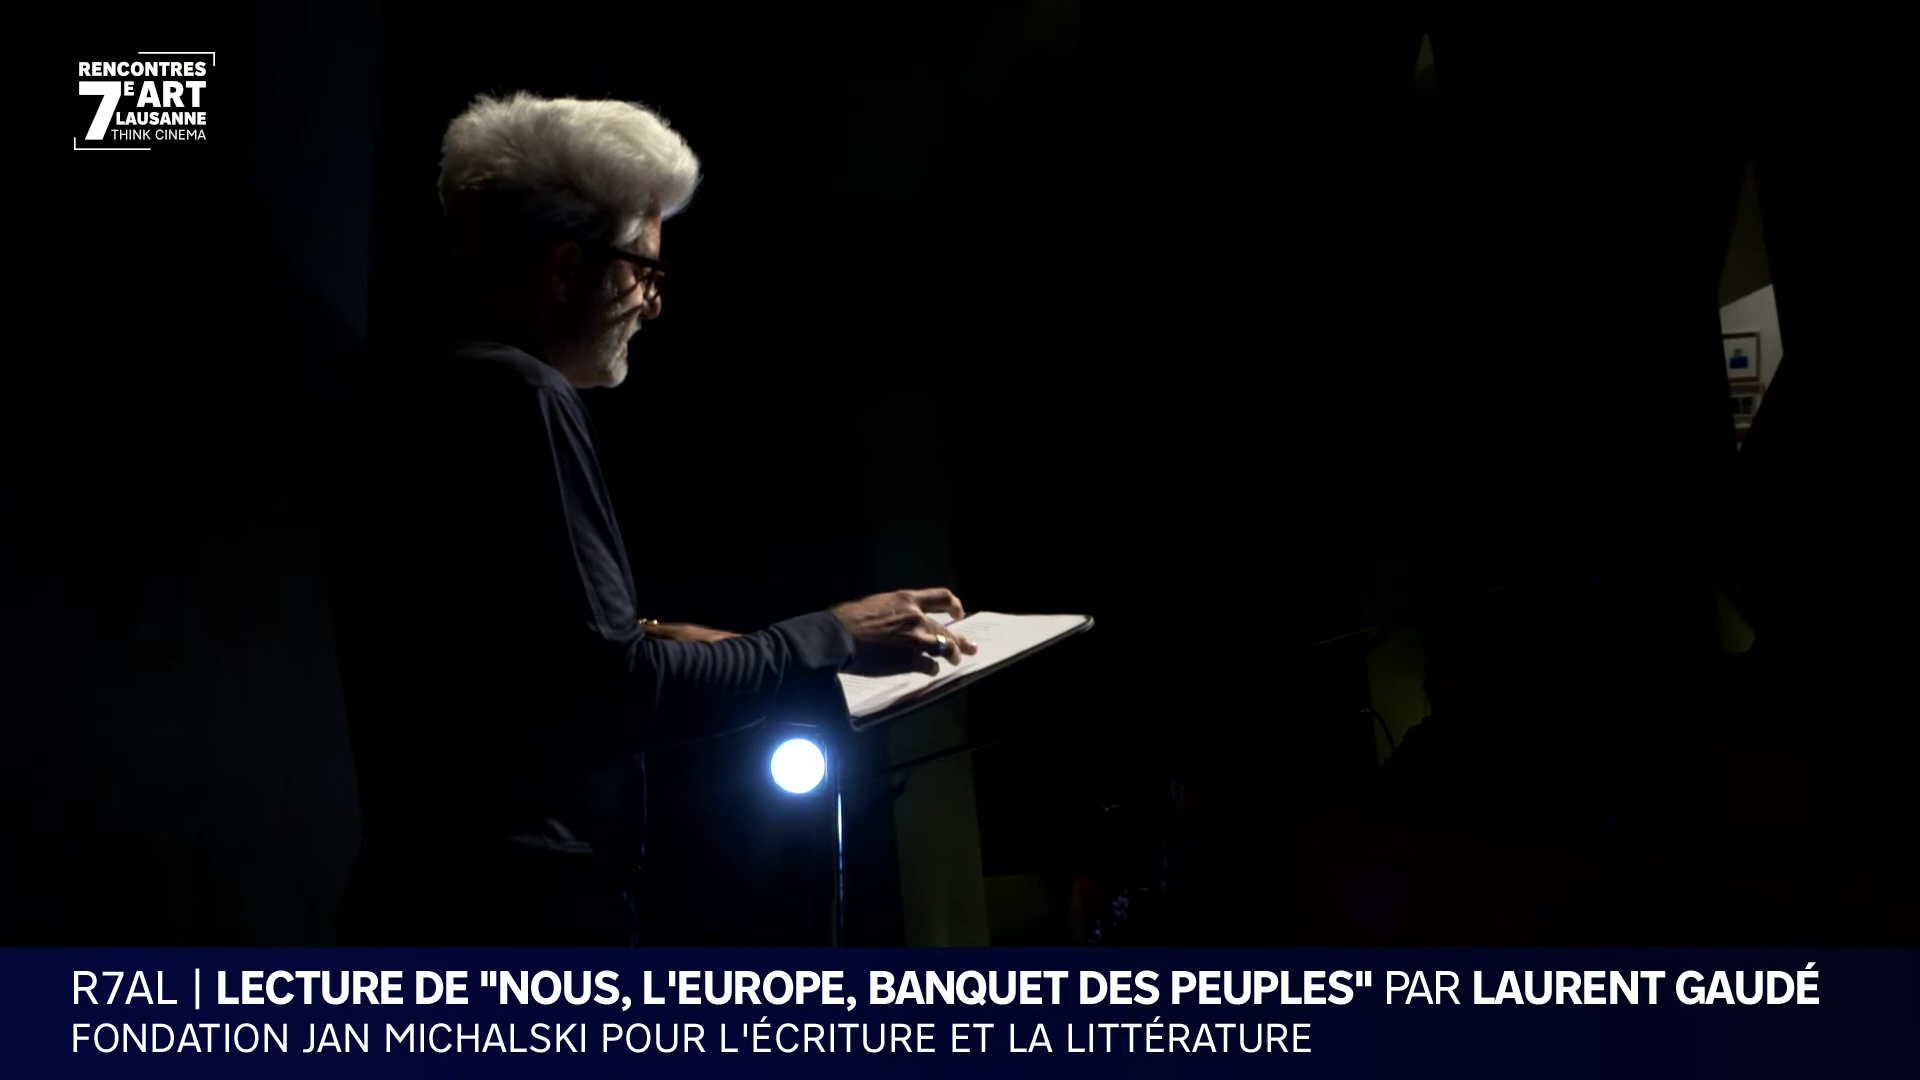 RENCONTRES
7E ART
LAUSANNE
THINK CINEMA
R7AL | LECTURE DE "NOUS, L'EUROPE, BANQUET DES PEUPLES" PAR LAURENT GAUDÉ
FONDATION JAN MICHALSKI POUR L'ÉCRITURE ET LA LITTÉRATURE